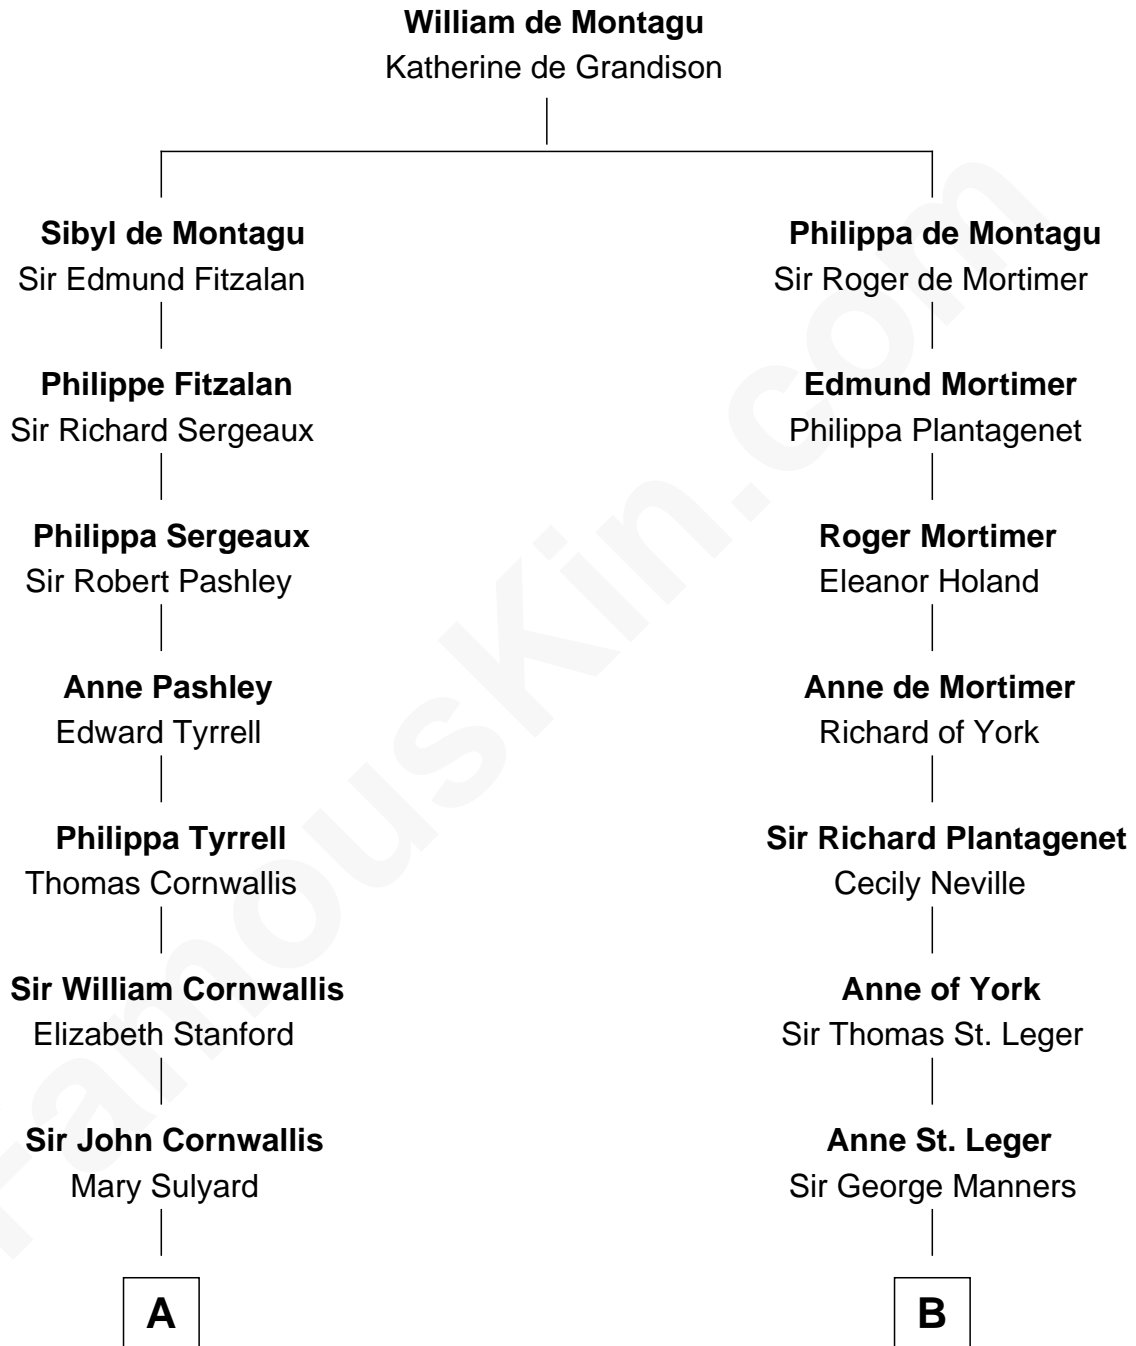 William de Montagu
Katherine de Grandison
Sibyl de Montagu
Sir Edmund Fitzalan
Philippa de Montagu
Sir Roger de Mortimer
Philippe Fitzalan
Sir Richard Sergeaux
Edmund Mortimer
Philippa Plantagenet
Philippa Sergeaux
Sir Robert Pashley
Roger Mortimer
Eleanor Holand
Anne Pashley
Edward Tyrrell
Anne de Mortimer
Richard of York
Philippa Tyrrell
Thomas Cornwallis
Sir Richard Plantagenet
Cecily Neville
Sir William Cornwallis
Elizabeth Stanford
Anne of York
Sir Thomas St. Leger
Sir John Cornwallis
Mary Sulyard
Anne St. Leger
Sir George Manners
A
B
FamousKin.com